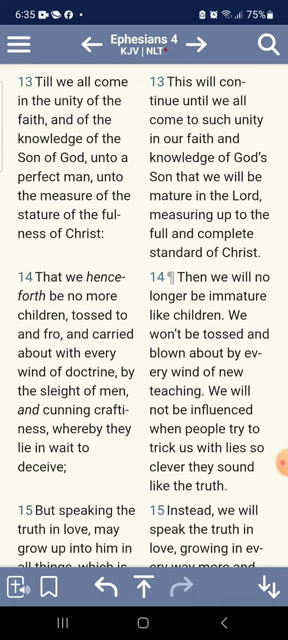 6:35
75%
Ephesians 4
KJV | NLT*
13 Till we all come
in the unity of the
faith, and of the
knowledge of the
Son of God, unto a
perfect man, unto
the measure of the
stature of the ful-
ness of Christ:
14 That we hence-
forth be no more
children, tossed to
and fro, and carried
about with every
wind of doctrine, by
the sleight of men,
and cunning crafti-
ness, whereby they
lie in wait to
deceive;
15 But speaking the
truth in love, may
grow up into him in
all things, which is
13 This will con-
tinue until we all
come to such unity
in our faith and
knowledge of God's
Son that we will be
mature in the Lord,
measuring up to the
full and complete
standard of Christ.
14 ¶ Then we will no
longer be immature
like children. We
won't be tossed and
blown about by ev-
ery wind of new
teaching. We will
not be influenced
when people try to
trick us with lies so
clever they sound
like the truth.
15 Instead, we will
speak the truth in
love, growing in ev-
ery way more and